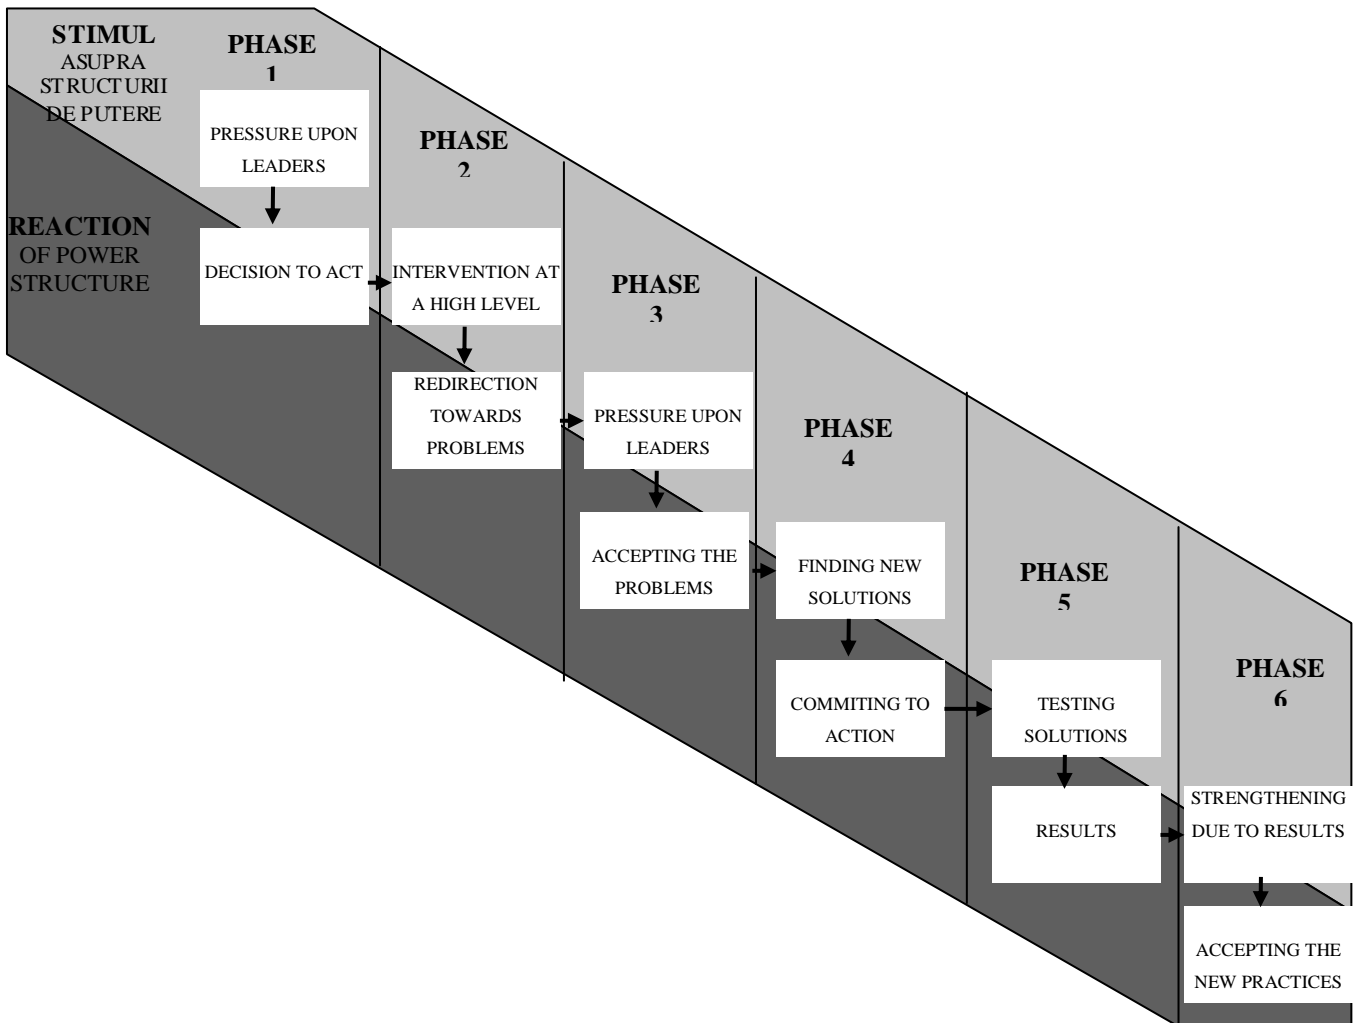 STIMUL
ASUPRA
STRUCTURII
DE PUTERE
REACTION
OF POWER
STRUCTURE
PHASE
1
PRESSURE UPON
LEADERS
DECISION TO ACT
PHASE
2
INTERVENTION AT
A HIGH LEVEL
REDIRECTION
TOWARDS
PROBLEMS
PHASE
3
PRESSURE UPON
LEADERS
ACCEPTING THE
PROBLEMS
PHASE
4
FINDING NEW
SOLUTIONS
COMMITING TO
ACTION
PHASE
5
TESTING
SOLUTIONS
RESULTS
PHASE
6
STRENGTHENING
DUE TO RESULTS
ACCEPTING THE
NEW PRACTICES